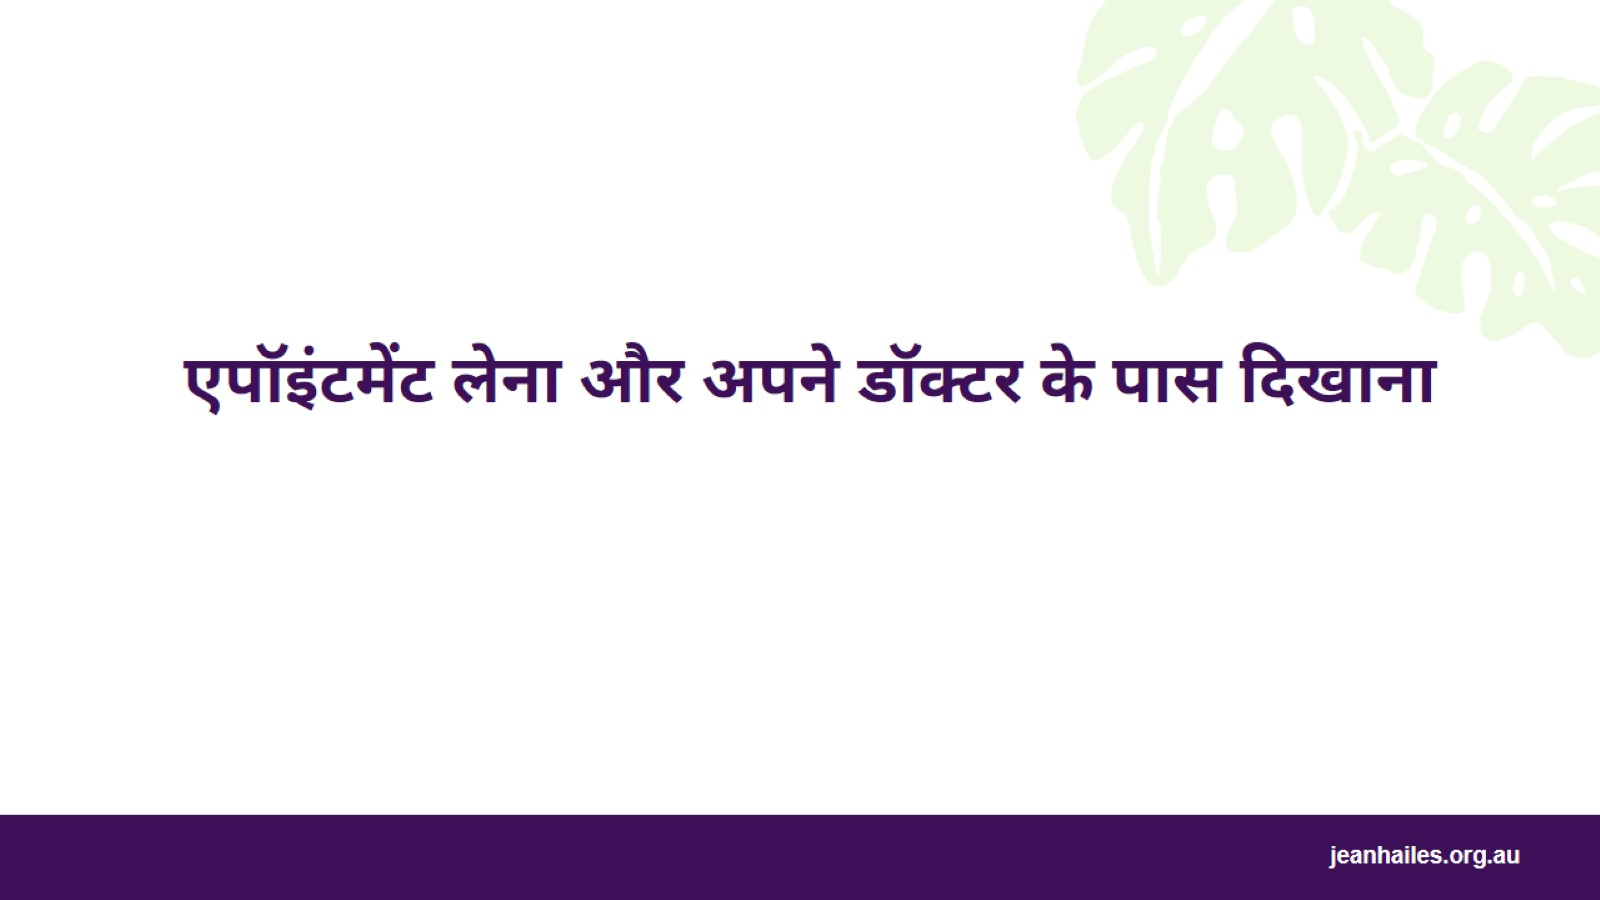 एपॉइंटमेंट लेना और अपने डॉक्टर के पास दिखाना
jeanhailes.org.au